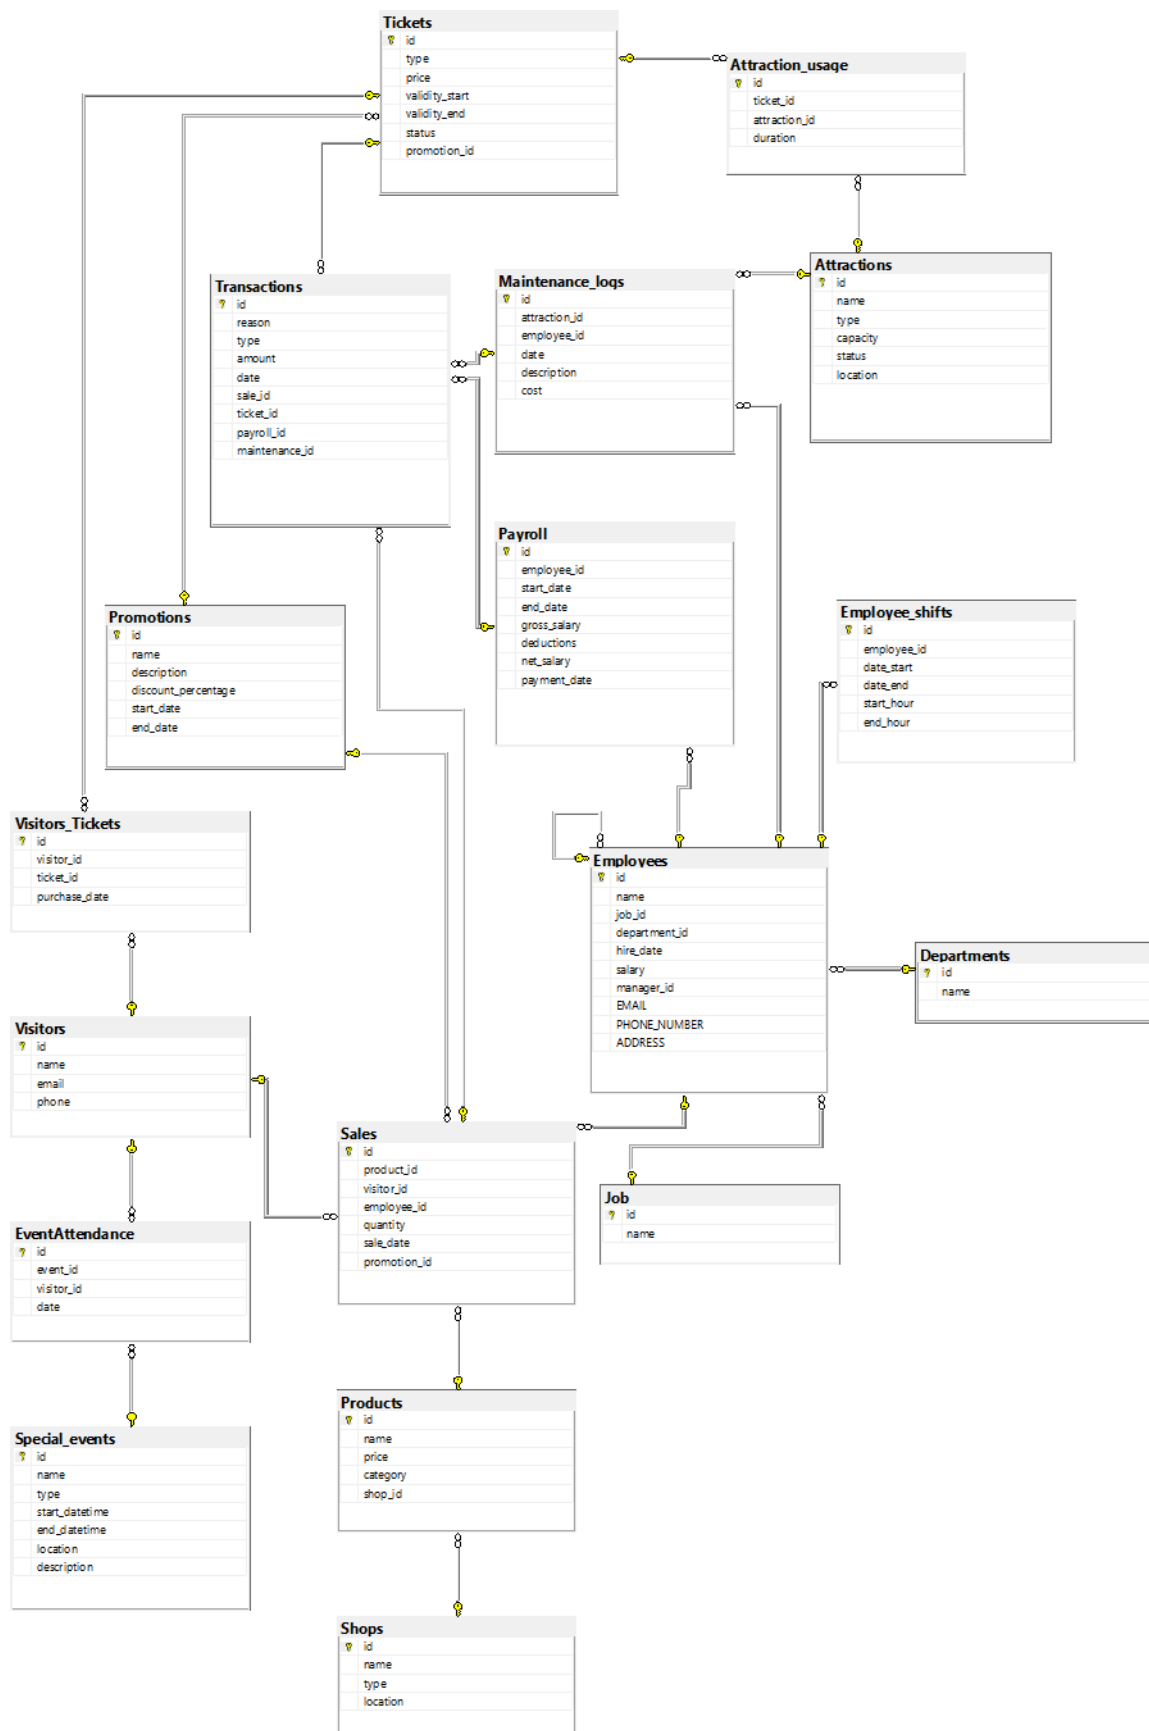 Tickets
id
type
price
validity_start
validity_end
status
promotion_id
Attraction_usage
id
ticket_id
attraction_id
duration
Transactions
id
reason
type
amount
date
sale_id
ticket_id
payroll_id
maintenance_id
Maintenance_logs
id
attraction_id
employee_id
date
description
cost
Attractions
id
name
type
capacity
status
location
Payroll
id
employee_id
start_date
end_date
gross_salary
deductions
net_salary
payment_date
Promotions
id
name
description
discount_percentage
start_date
end_date
Employee_shifts
id
employee_id
date_start
date_end
start_hour
end_hour
Visitors_Tickets
id
visitor_id
ticket_id
purchase_date
Employees
id
name
job_id
department_id
hire_date
salary
manager_id
EMAIL
PHONE_NUMBER
ADDRESS
Departments
id
name
Visitors
id
name
email
phone
Sales
id
product_id
visitor_id
employee_id
quantity
sale_date
promotion_id
Job
id
name
EventAttendance
id
event_id
visitor_id
date
Products
id
name
price
category
shop_id
Special_events
id
name
type
start_datetime
end_datetime
location
description
Shops
id
name
type
location